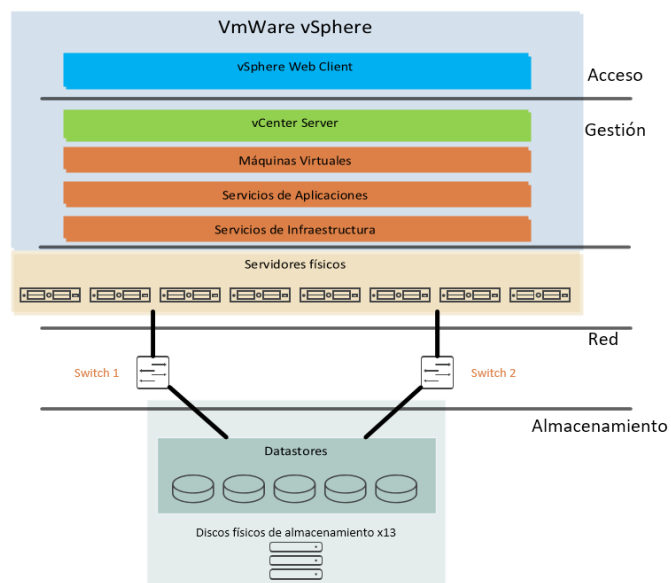 VmWare vSphere
vSphere Web Client
Acceso
vCenter Server
Gestión
Máquinas Virtuales
Servicios de Aplicaciones
Servicios de Infraestructura
Servidores físicos
Red
Switch 1
Switch 2
Almacenamiento
Datastores
Discos físicos de almacenamiento x13